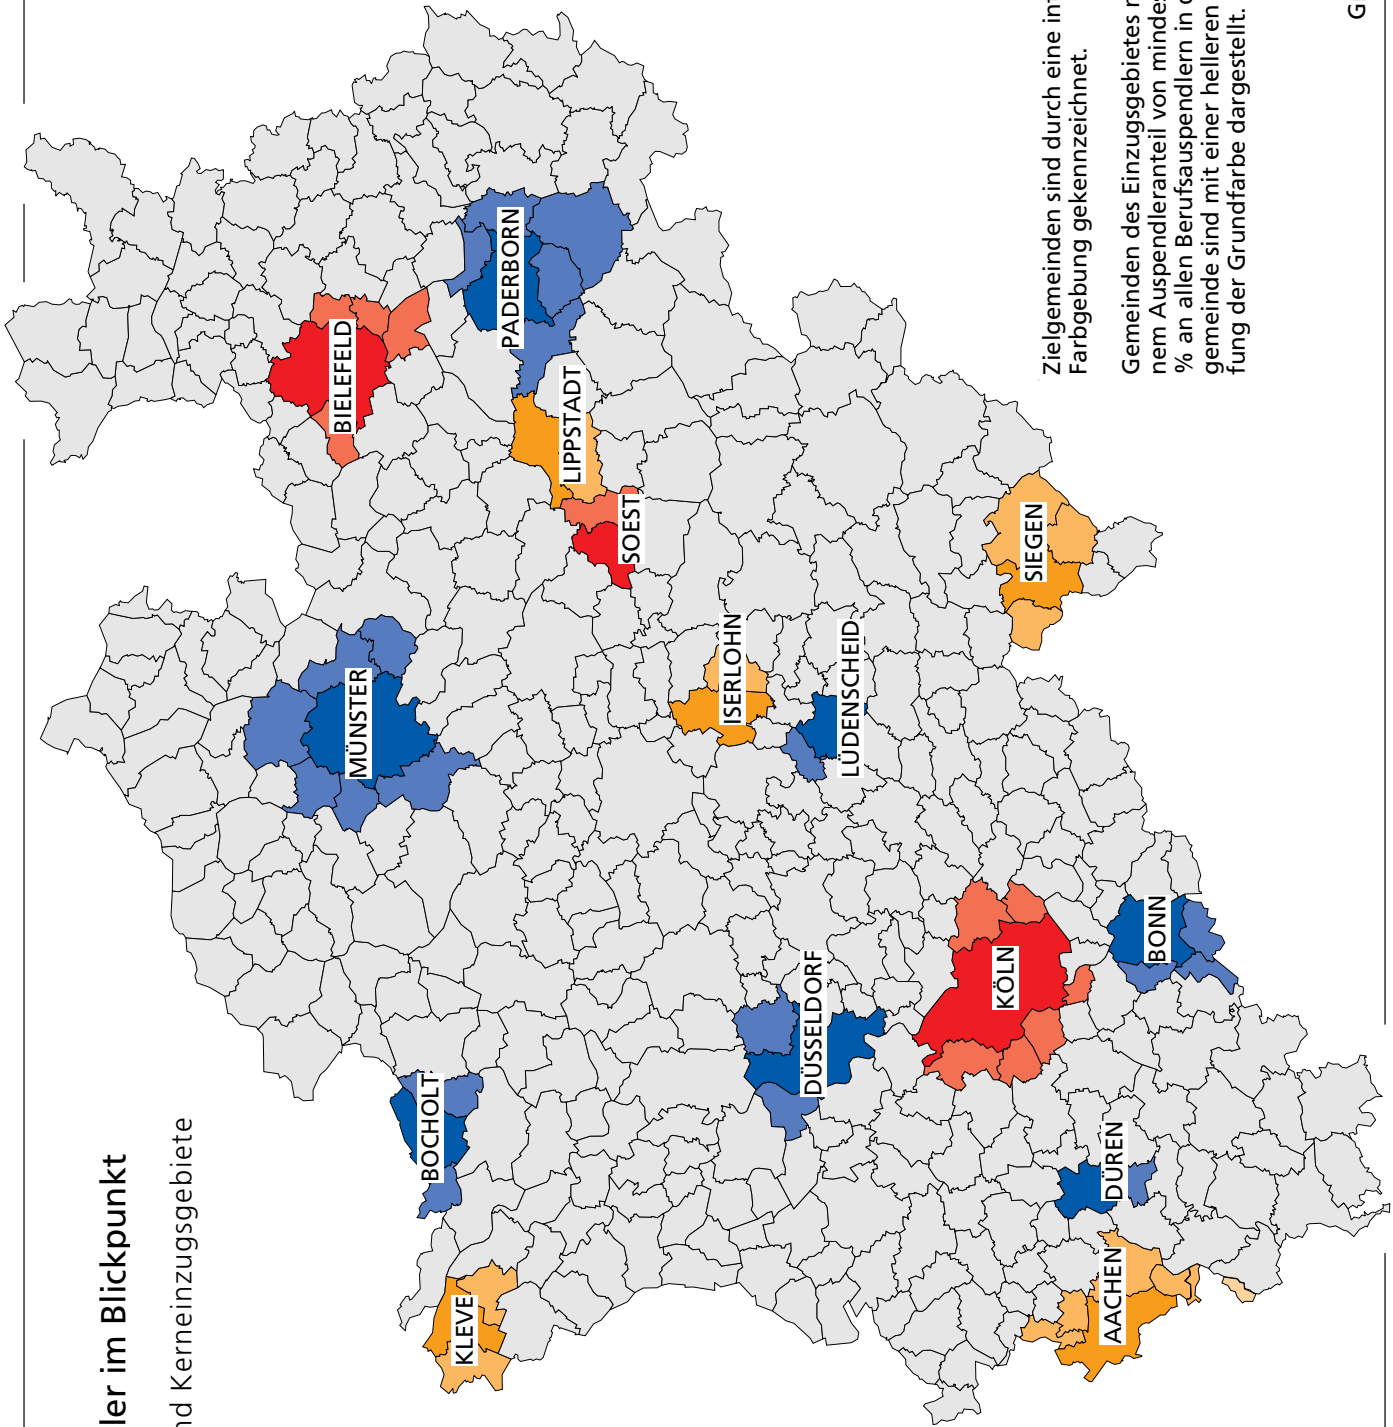 ler im Blickpunkt
nd Kerneinzugsgebiete
KLEVE
BOCHOLT
MÜNSTER
BIELEFELD
PADERBORN
LIPPSTADT
SOEST
ISERLOHN
LÜDENSCHEID
DÜSSELDORF
SIEGEN
KÖLN
BONN
DÜREN
AACHEN
Zielgemeinden sind durch eine in
Farbgebung gekennzeichnet.
Gemeinden des Einzugsgebietes
nem Auspendleranteil von mindes
% an allen Berufsauspendlern in
gemeinde sind mit einer helleren
fung der Grundfarbe dargestellt.
G